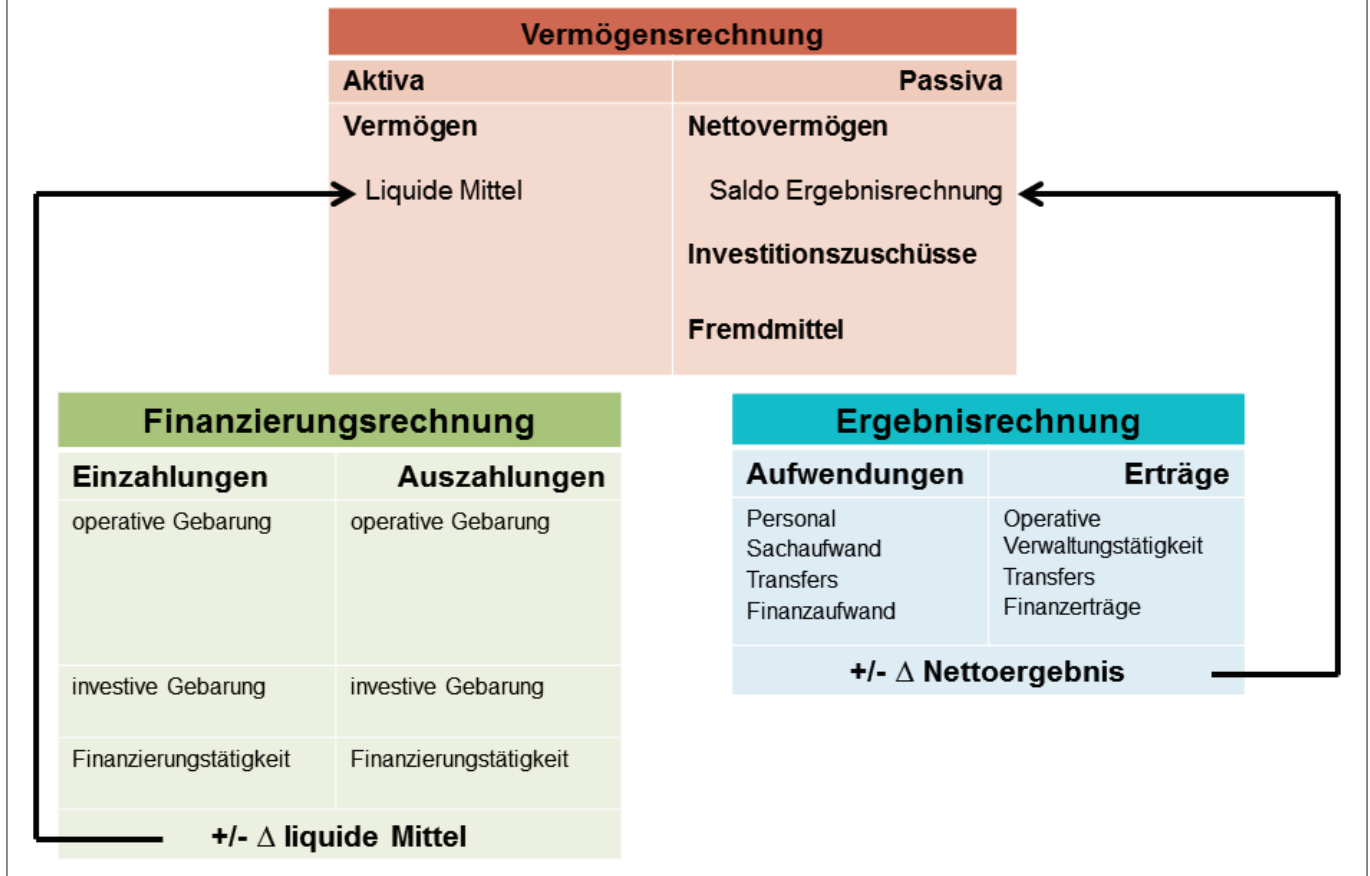 Vermögensrechnung
Aktiva Passiva
Vermögen Nettovermögen
Liquide Mittel Saldo Ergebnisrechnung
Investitionszuschüsse
Fremdmittel
Finanzierungsrechnung
Einzahlungen Auszahlungen
operative Gebarung operative Gebarung
investive Gebarung investive Gebarung
Finanzierungstätigkeit Finanzierungstätigkeit
+/- Δ liquide Mittel
Ergebnisrechnung
Aufwendungen Erträge
Personal Operative
Sachaufwand Verwaltungstätigkeit
Transfers Transfers
Finanzaufwand Finanzerträge
+/- Δ Nettoergebnis